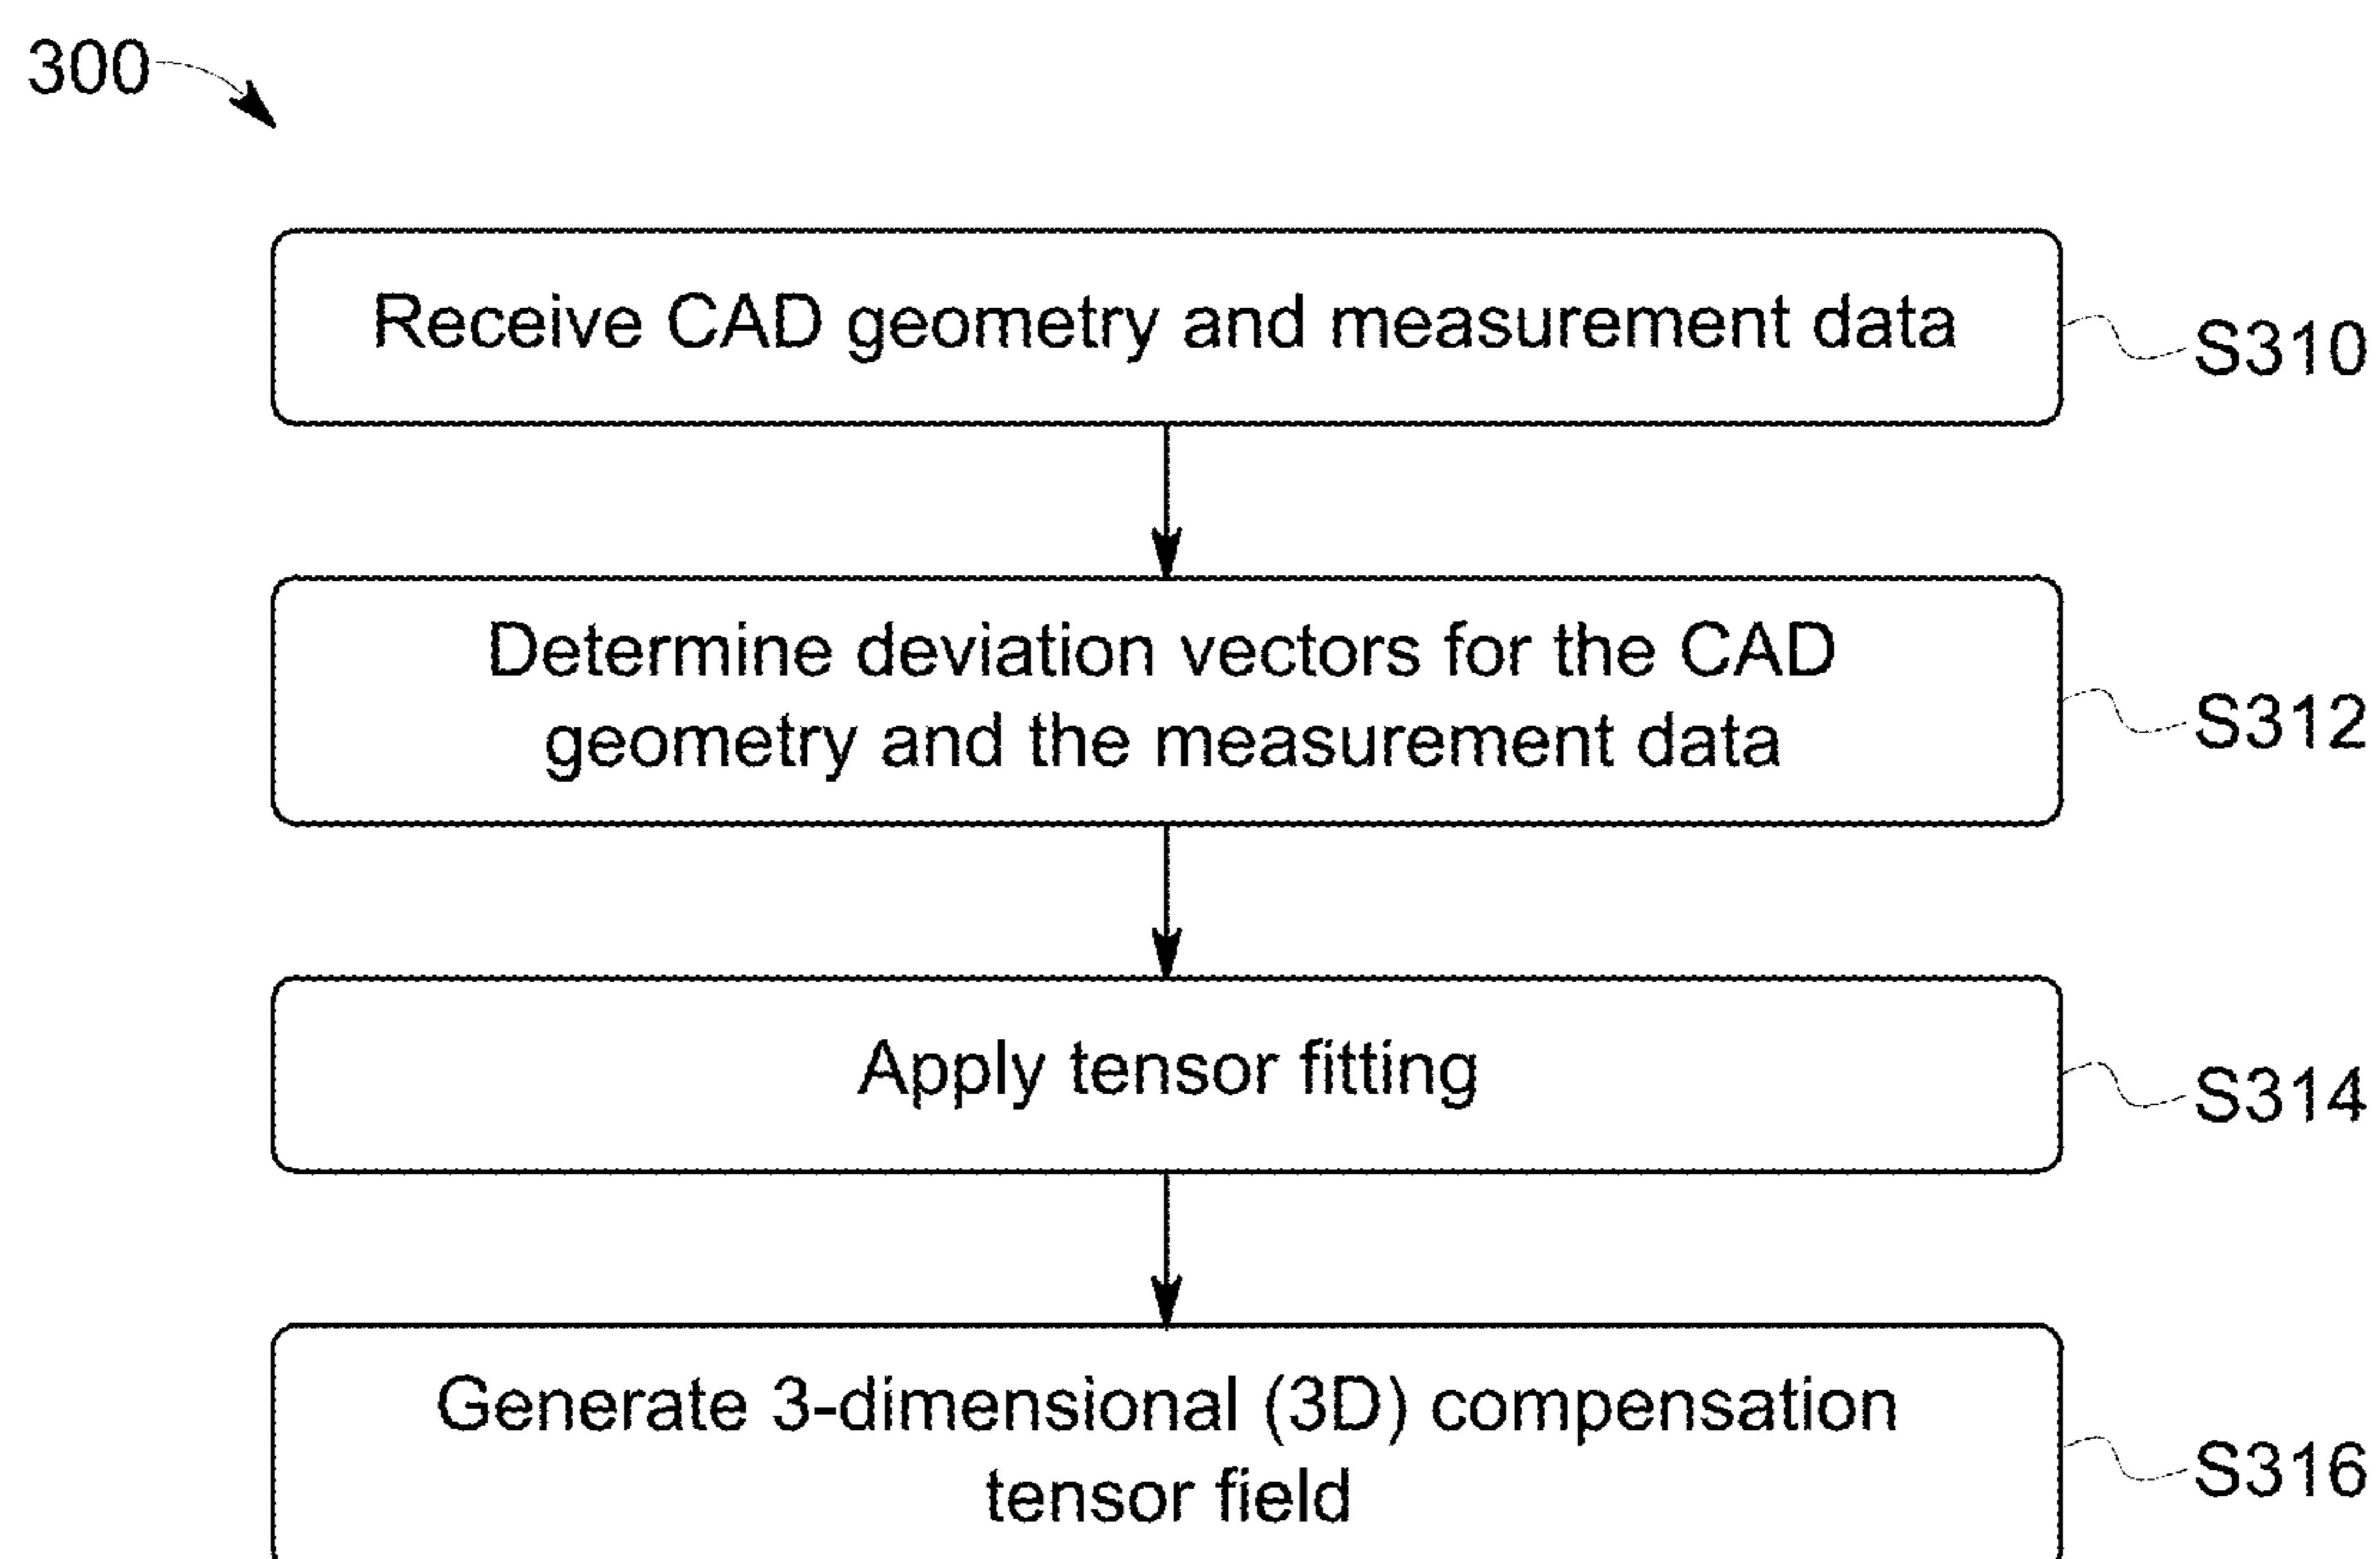 300
Receive CAD geometry and measurement data
S310
Determine deviation vectors for the CAD
geometry and the measurement data
S312
Apply tensor fitting
S314
Generate 3-dimensional (3D) compensation
tensor field
S316